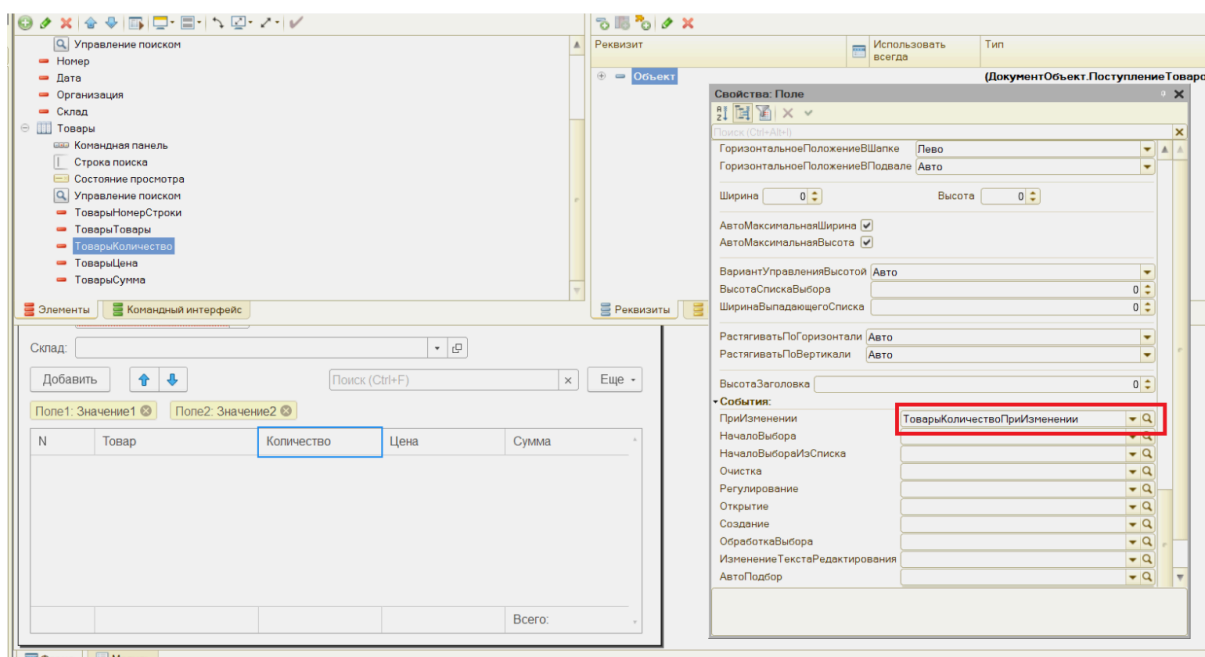 Управление поиском
Номер
Дата
Организация
Склад
Товары
Командная панель
Строка поиска
Состояние просмотра
Управление поиском
ТоварыНомерСтроки
ТоварыТовары
ТоварыКоличество
ТоварыЦена
ТоварыСумма
Элементы
Командный интерфейс
Реквизит
Использовать всегда
Тип
Объект
(ДокументОбъект.ПоступлениеТоваро
Реквизиты
Склад:
Добавить
Поиск (Ctrl+F)
Еще
Поле1: Значение1
Поле2: Значение2
N
Товар
Количество
Цена
Сумма
Всего:
Свойства: Поле
Поиск (Ctrl+Alt+I)
ГоризонтальноеПоложениеВШапке Лево
ГоризонтальноеПоложениеВПодвале Авто
Ширина 0
Высота 0
АвтоМаксимальнаяШирина
АвтоМаксимальнаяВысота
ВариантУправленияВысотой Авто
ВысотаСпискаВыбора 0
ШиринаВыпадающегоСписка 0
РастягиватьПоГоризонтали Авто
РастягиватьПоВертикали Авто
ВысотаЗаголовка 0
События:
ПриИзменении ТоварыКоличествоПриИзменении
НачалоВыбора
НачалоВыбораИзСписка
Очистка
Регулирование
Открытие
Создание
ОбработкаВыбора
ИзменениеТекстаРедактирования
АвтоПодбор